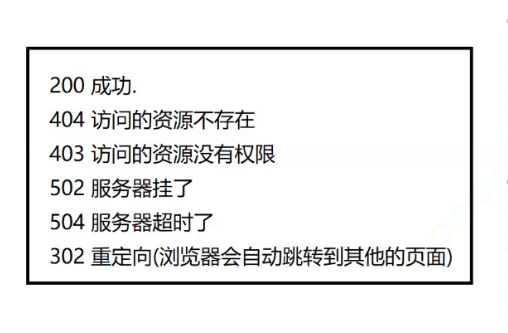 200 成功.
404 访问的资源不存在
403 访问的资源没有权限
502 服务器挂了
504 服务器超时了
302 重定向(浏览器会自动跳转到其他的页面)